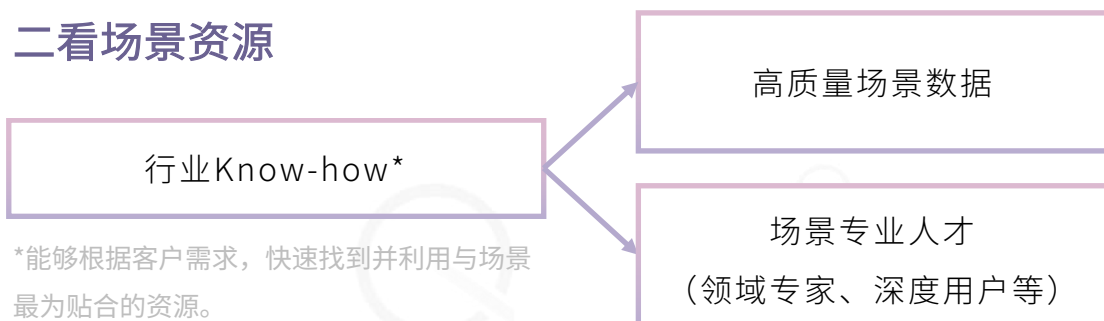 二看场景资源
高质量场景数据
行业Know-how*
场景专业人才
（领域专家、深度用户等）
*能够根据客户需求，快速找到并利用与场景
最为贴合的资源。